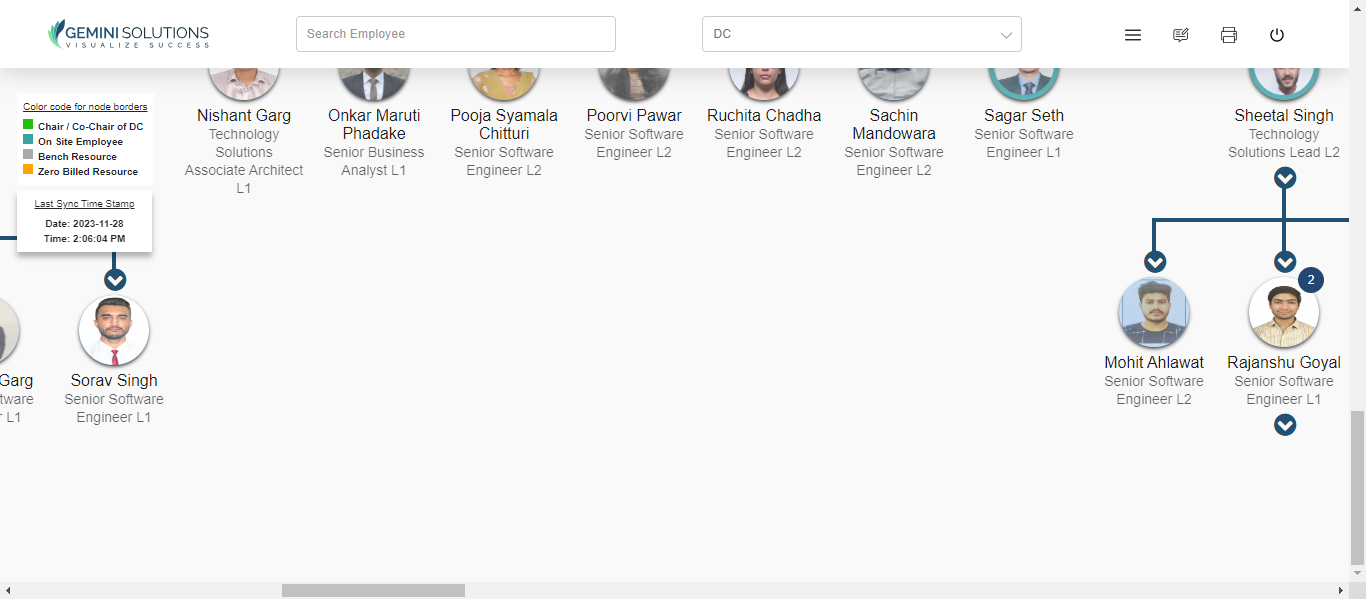 GEMINI SOLUTIONS
VISUALIZE SUCCESS
Search Employee
DC
Color code for node borders
Chair / Co-Chair of DC
On Site Employee
Bench Resource
Zero Billed Resource
Last Sync Time Stamp
Date: 2023-11-28
Time: 2:06:04 PM
Nishant Garg
Technology
Solutions
Associate Architect
L1
Onkar Maruti
Phadake
Senior Business
Analyst L1
Pooja Syamala
Chitturi
Senior Software
Engineer L2
Poorvi Pawar
Senior Software
Engineer L2
Ruchita Chadha
Senior Software
Engineer L2
Sachin
Mandowara
Senior Software
Engineer L2
Sagar Seth
Senior Software
Engineer L1
Sheetal Singh
Technology
Solutions Lead L2
Garg
tware
r L1
Sorav Singh
Senior Software
Engineer L1
Mohit Ahlawat
Senior Software
Engineer L2
2
Rajanshu Goyal
Senior Software
Engineer L1